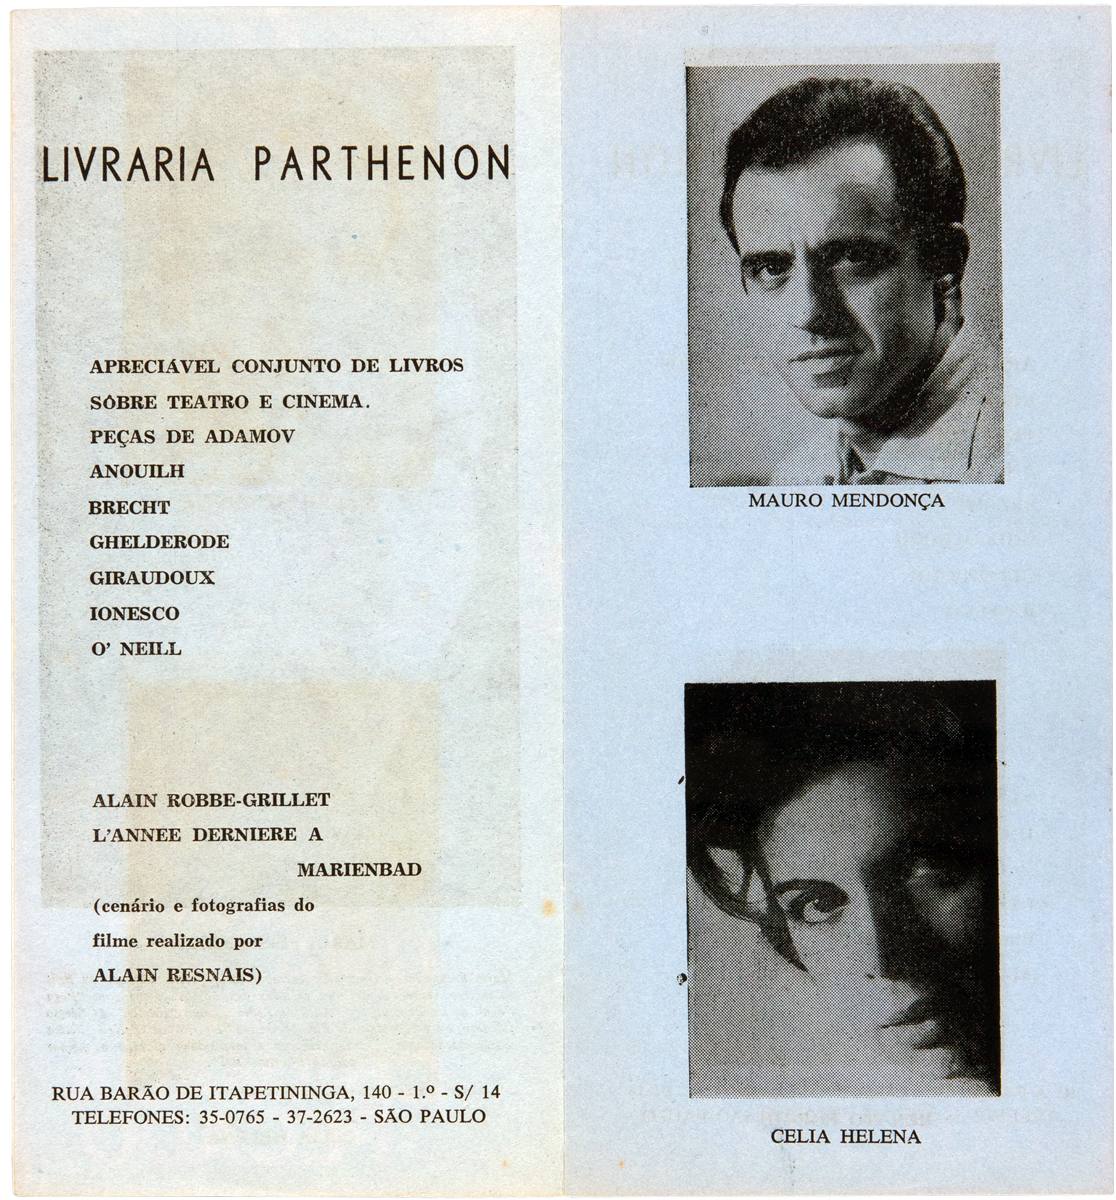 LIVRARIA PARTHENON
APRECIÁVEL CONJUNTO DE LIVROS
SÔBRE TEATRO E CINEMA.
PEÇAS DE ADAMOV
ANOUILH
BRECHT
GHELDERODE
GIRAUDOUX
IONESCO
O' NEILL
ALAIN ROBBE-GRILLET
L'ANNEE DERNIERE A
MARIENBAD
(cenário e fotografias do
filme realizado por
ALAIN RESNAIS)
RUA BARÃO DE ITAPETININGA, 140 - 1.º - S/ 14
TELEFONES: 35-0765 - 37-2623 - SÃO PAULO
MAURO MENDONÇA
CELIA HELENA